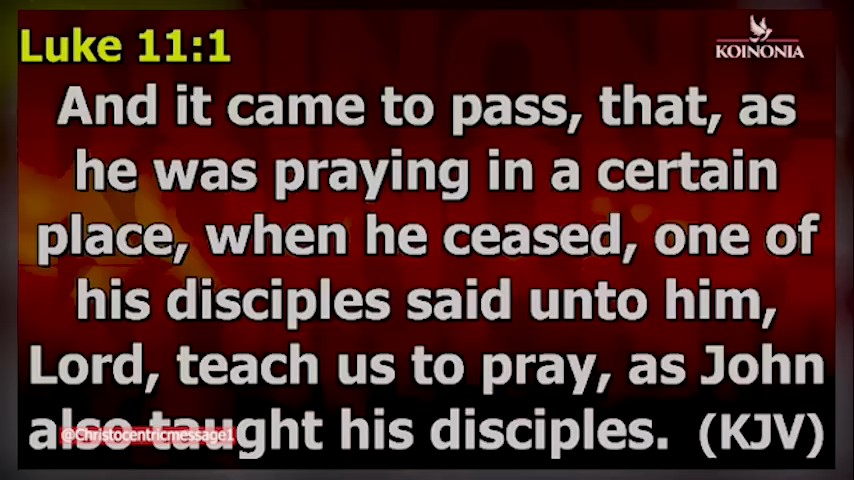 Luke 11:1
KOINONIA
And it came to pass, that, as
he was praying in a certain
place, when he ceased, one of
his disciples said unto him,
Lord, teach us to pray, as John
also taught his disciples. (KJV)
@Christocentricmessage1